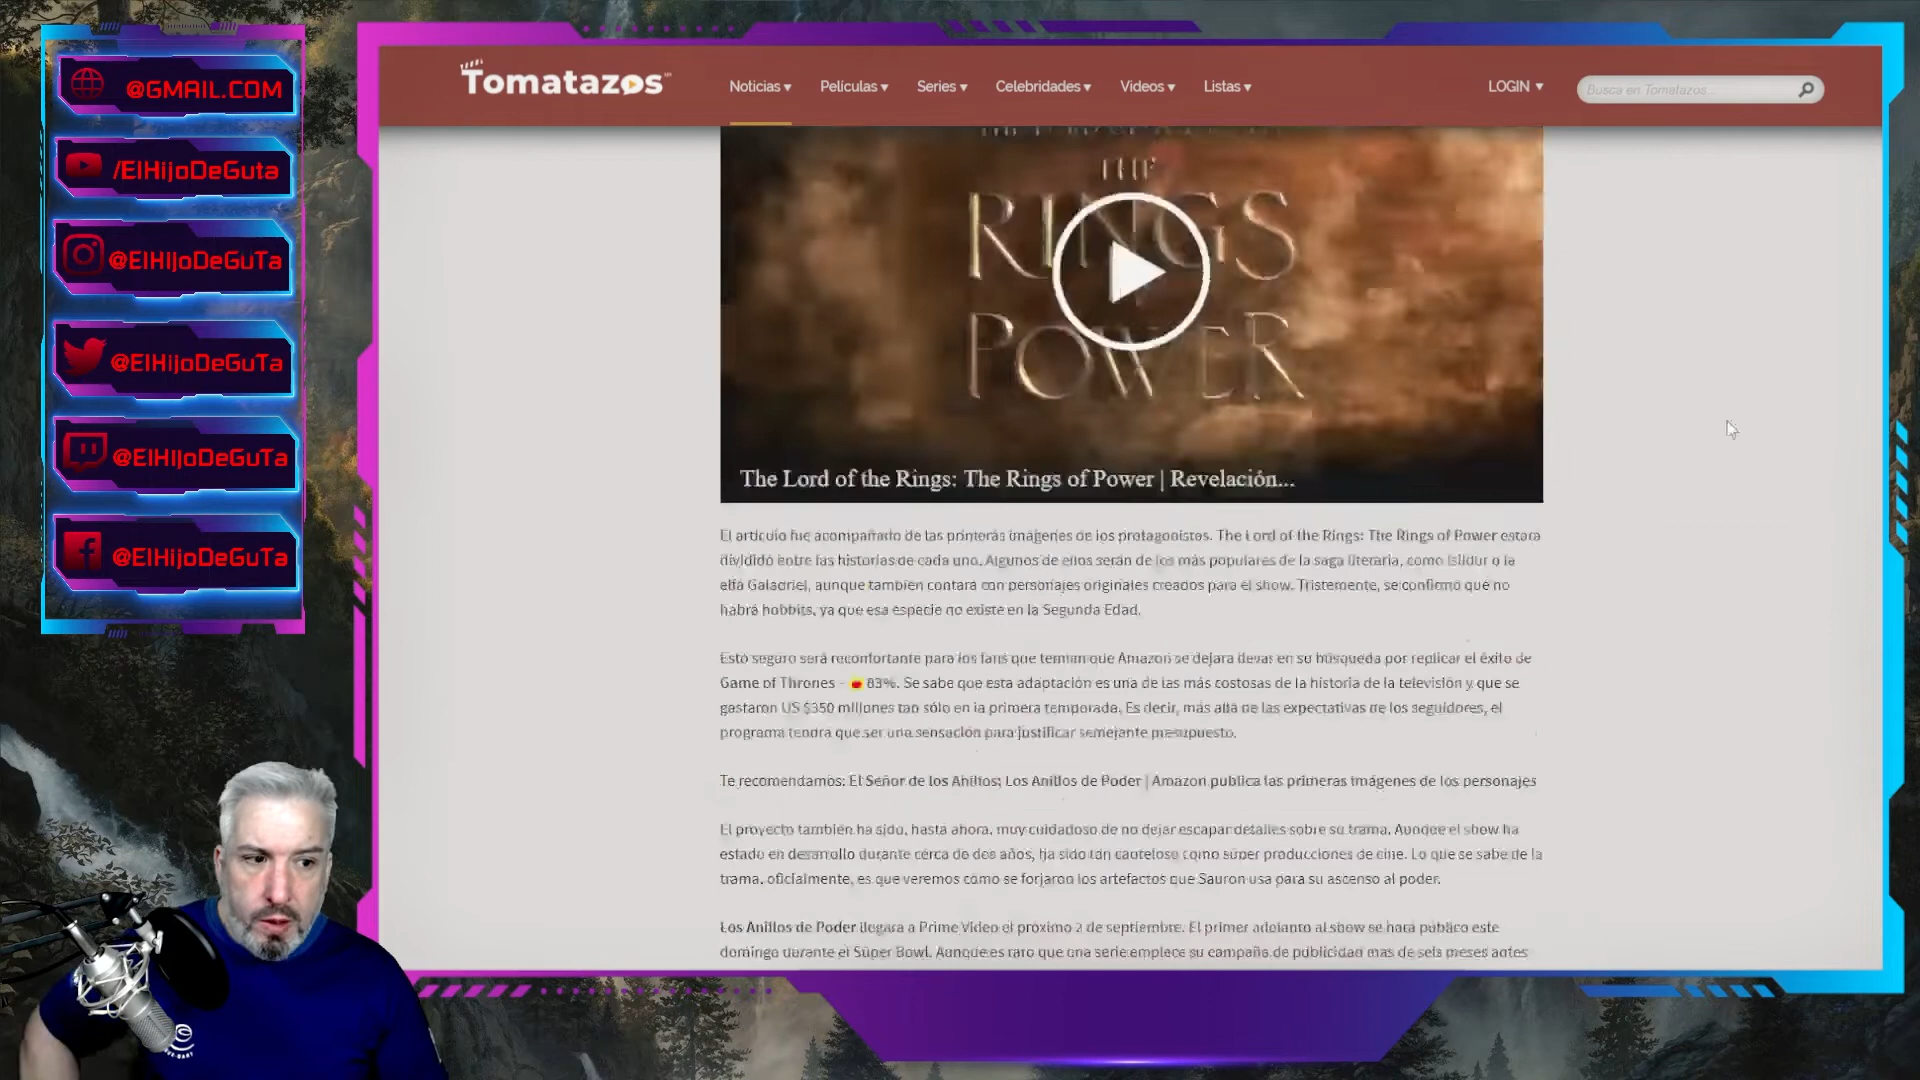 @GMAIL.COM
/ElHijoDeGuta
@ElHIjoDeGuTa
@ElHijoDeGuTa
@ElHIjoDeGuTa
@ElHIjoDeGuTa
Tomatazos
Noticias
Películas
Series
Celebridades
Videos
Listas
LOGIN
Busca en Tomatazos...
THE
RINGS
POWER
The Lord of the Rings: The Rings of Power | Revelación...
El artículo fue acompañado de las primeras imágenes de los protagonistas. The Lord of the Rings: The Rings of Power estará
dividido entre las historias de cada uno. Algunos de ellos serán de los más populares de la saga literaria, como Isildur o la
elfa Galadriel, aunque también contará con personajes originales creados para el show. Tristemente, se confirmó que no
habrá hobbits, ya que esa especie no existe en la Segunda Edad.
Esto seguro será reconfortante para los fans que temían que Amazon se dejara llevar en su búsqueda por replicar el éxito de
Game of Thrones - 83%. Se sabe que esta adaptación es una de las más costosas de la historia de la televisión y que se
gastaron US $350 millones tan sólo en la primera temporada. Es decir, más allá de las expectativas de los seguidores, el
programa tendrá que ser una sensación para justificar semejante presupuesto.
Te recomendamos: El Señor de los Anillos: Los Anillos de Poder | Amazon publica las primeras imágenes de los personajes
El proyecto también ha sido, hasta ahora, muy cuidadoso de no dejar escapar detalles sobre su trama. Aunque el show ha
estado en desarrollo durante cerca de dos años, ha sido tan cauteloso como súper producciones de cine. Lo que se sabe de la
trama, oficialmente, es que veremos cómo se forjaron los artefactos que Sauron usa para su ascenso al poder.
Los Anillos de Poder llegará a Prime Video el próximo 2 de septiembre. El primer adelanto al show se hará público este
domingo durante el Súper Bowl. Aunque es raro que una serie empiece su campaña de publicidad más de seis meses antes